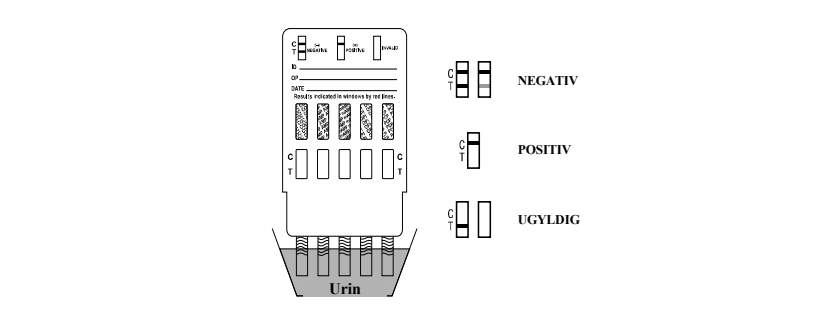 C
T
(-)
NEGATIVE
(+)
POSITIVE
INVALID
ID
OP
DATE
Results indicated in windows by red lines.
C C
T T
Urin
C
T
NEGATIV
C
T
POSITIV
C
T
UGYLDIG